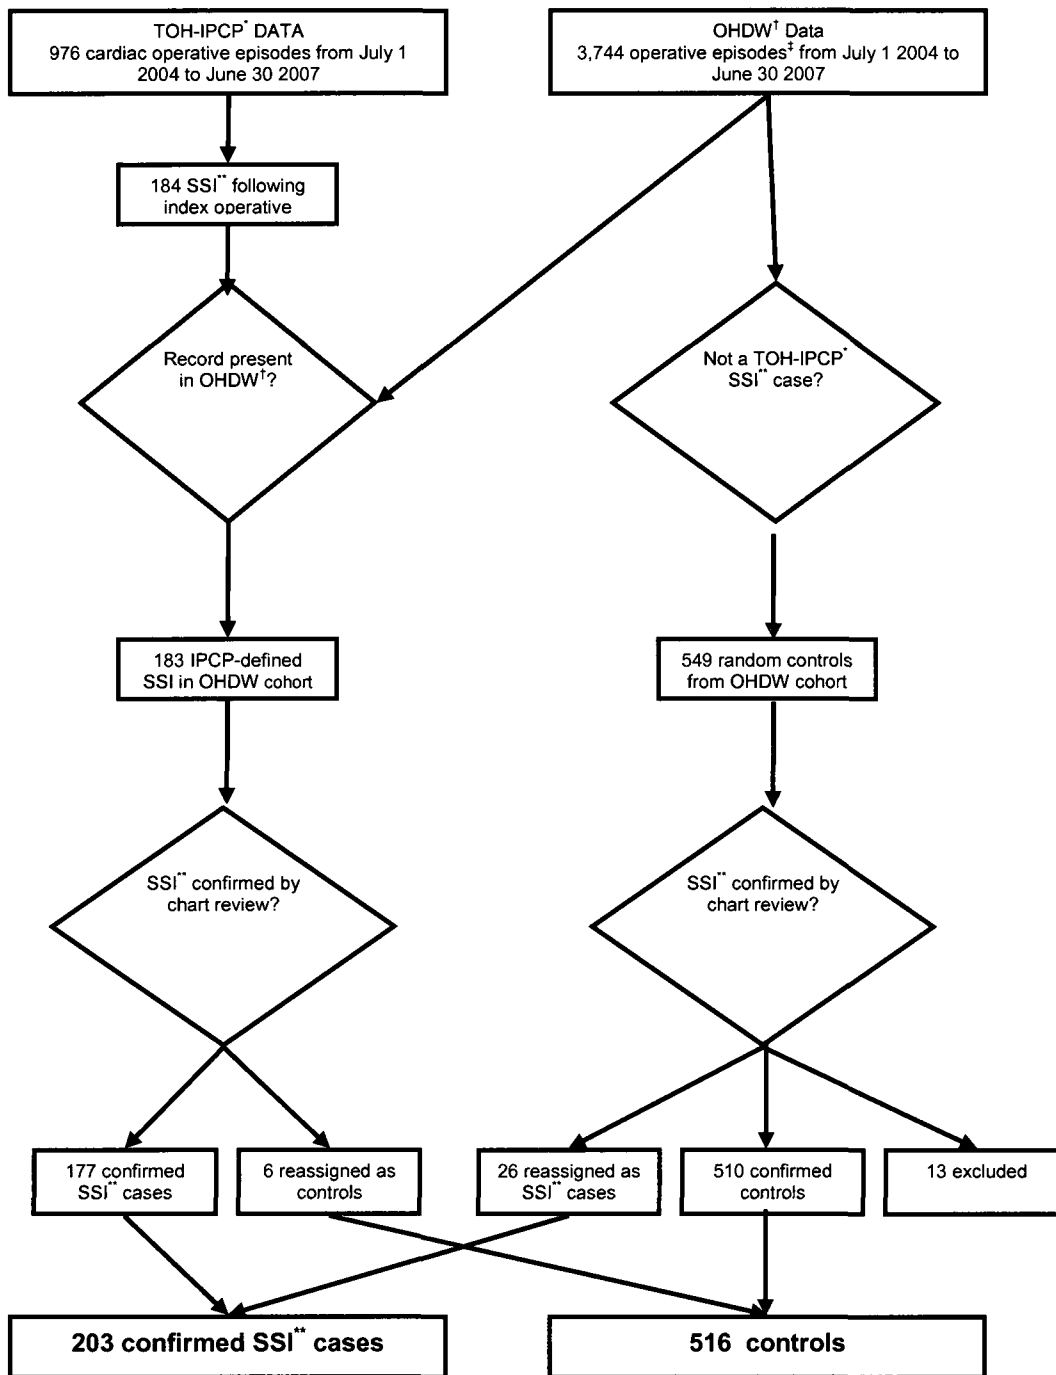 TOH-IPCP* DATA
976 cardiac operative episodes from July 1
2004 to June 30 2007
OHDW† Data
3,744 operative episodes‡ from July 1 2004 to
June 30 2007
184 SSI** following
index operative
Record present
in OHDW†?
Not a TOH-IPCP*
SSI** case?
183 IPCP-defined
SSI in OHDW cohort
549 random controls
from OHDW cohort
SSI** confirmed by
chart review?
SSI** confirmed by
chart review?
177 confirmed
SSI** cases
6 reassigned as
controls
26 reassigned as
SSI** cases
510 confirmed
controls
13 excluded
203 confirmed SSI** cases
516 controls